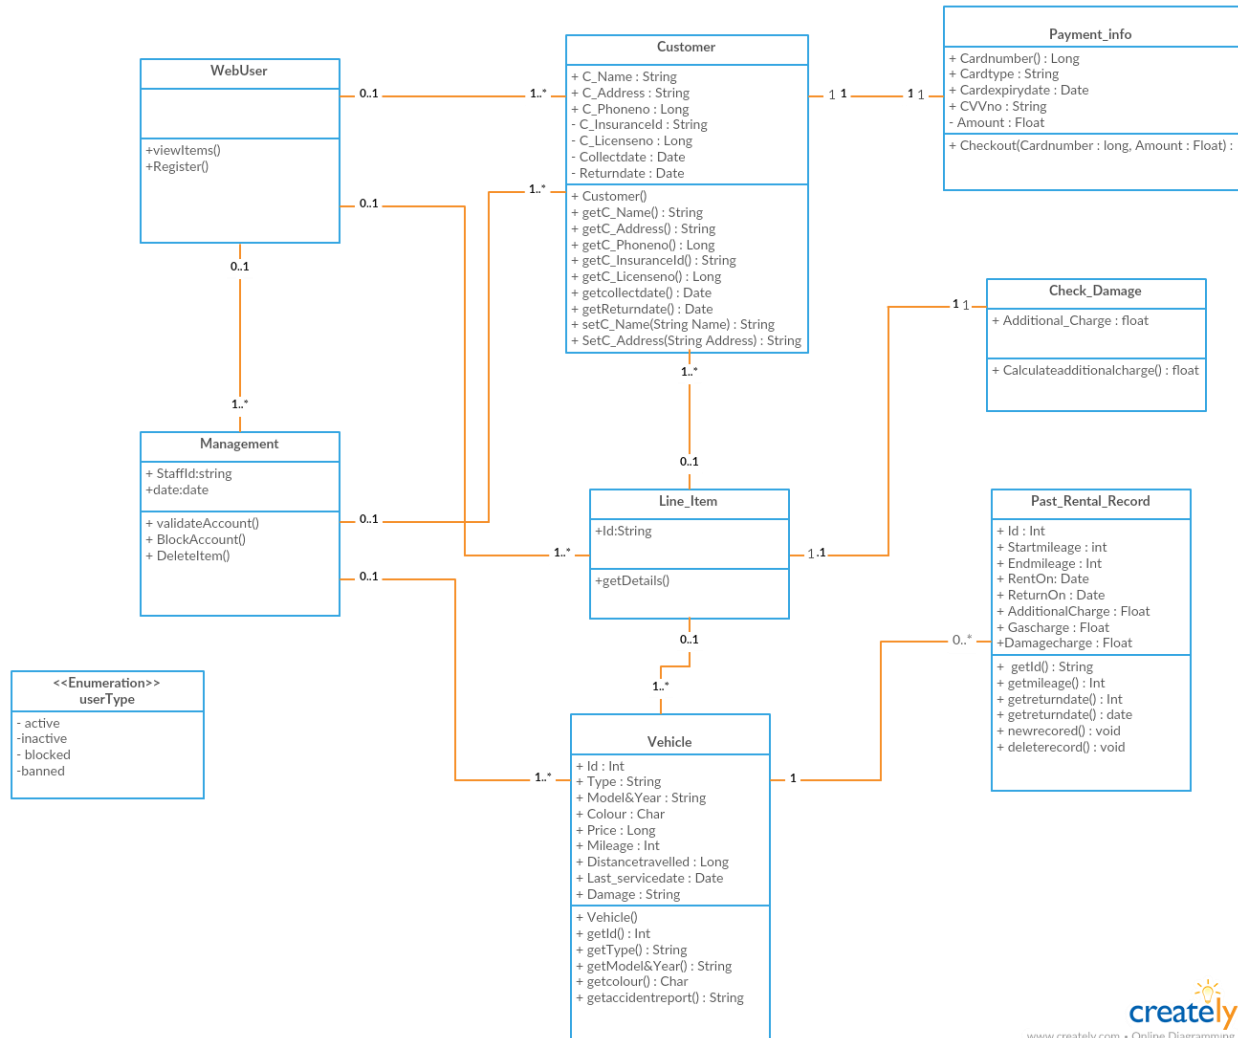 WebUser
+viewItems()
+Register()
0..1
1..*
0..1
0..1
1..*
Customer
+ C_Name : String
+ C_Address : String
+ C_Phoneno : Long
- C_InsuranceId : String
- C_Licenseno : Long
- Collectdate : Date
- Returndate : Date
+ Customer()
+ getC_Name() : String
+ getC_Address() : String
+ getC_Phoneno() : Long
+ getC_InsuranceId() : String
+ getC_Licenseno() : Long
+ getcollectdate() : Date
+ getReturndate() : Date
+ setC_Name(String Name) : String
+ SetC_Address(String Address) : String
1 1
1 1
Payment_info
+ Cardnumber() : Long
+ Cardtype : String
+ Cardexpirydate : Date
+ CVVno : String
- Amount : Float
+ Checkout(Cardnumber : long, Amount : Float) :
1 1
Check_Damage
+ Additional_Charge : float
+ Calculateadditionalcharge() : float
1..*
Management
+ StaffId:string
+date:date
+ validateAccount()
+ BlockAccount()
+ DeleteItem()
0..1
0..1
1..*
0..1
1..*
Line_Item
+Id:String
+getDetails()
1 .1
0..1
1..*
Past_Rental_Record
+ Id : Int
+ Startmileage : int
+ Endmileage : Int
+ RentOn: Date
+ ReturnOn : Date
+ AdditionalCharge : Float
+ Gascharge : Float
+Damagecharge : Float
+ getId() : String
+ getmileage() : Int
+ getreturndate() : Int
+ getreturndate() : date
+ newrecored() : void
+ deleterecord() : void
0..*
<<Enumeration>>
userType
- active
-inactive
- blocked
-banned
1..*
Vehicle
+ Id : Int
+ Type : String
+ Model&Year : String
+ Colour : Char
+ Price : Long
+ Mileage : Int
+ Distancetravelled : Long
+ Last_servicedate : Date
+ Damage : String
+ Vehicle()
+ getId() : Int
+ getType() : String
+ getModel&Year() : String
+ getcolour() : Char
+ getaccidentreport() : String
1
creately
www.creately.com • Online Diagramming